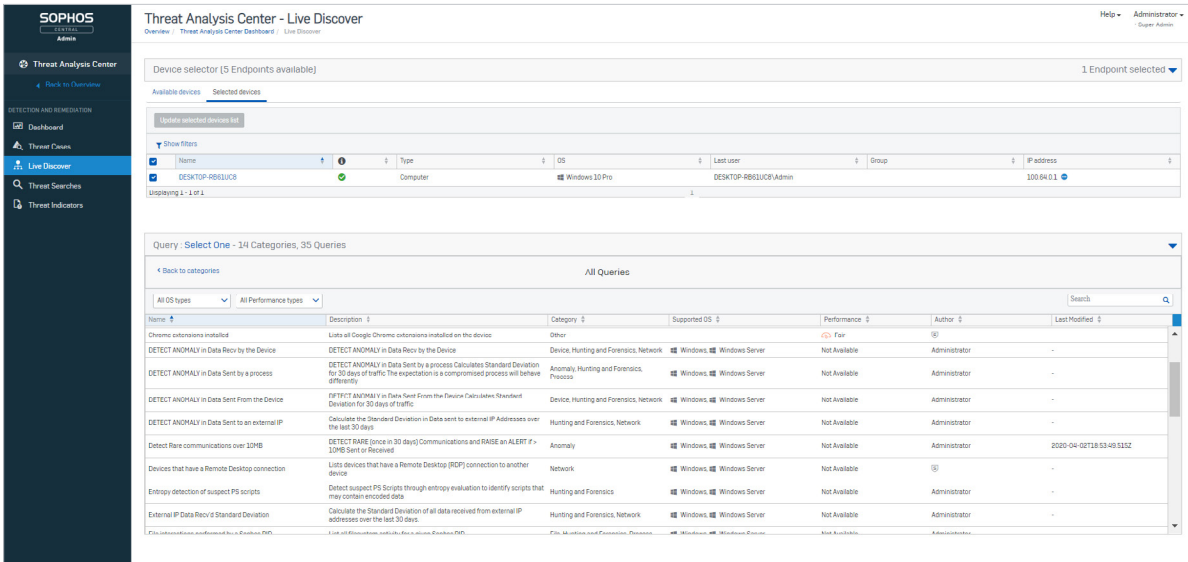 SOPHOS
CENTRAL
Admin
Threat Analysis Center - Live Discover
Overview / Threat Analysis Center Dashboard / Live Discover
Help
Administrator
Super Admin
Threat Analysis Center
Back to Overview
DETECTION AND REMEDIATION
Dashboard
Threat Cases
Live Discover
Threat Searches
Threat Indicators
Device selector (5 Endpoints available)
1 Endpoint selected
Available devices Selected devices
Update selected devices list
Show filters
Name Type OS Last user Group IP address
DESKTOP-RB61UC8 Computer Windows 10 Pro DESKTOP-RB61UC8\Admin 100.64.0.1
Displaying 1 - 1 of 1 1
Query : Select One - 14 Categories, 35 Queries
Back to categories
All Queries
All OS types All Performance types Search
Name Description Category Supported OS Performance Author Last Modified
Chrome extensions installed Lists all Google Chrome extensions installed on the device Other Fair
DETECT ANOMALY in Data Recv by the Device DETECT ANOMALY in Data Recv by the Device Device, Hunting and Forensics, Network Windows, Windows Server Not Available Administrator -
DETECT ANOMALY in Data Sent by a process DETECT ANOMALY in Data Sent by a process Calculates Standard Deviation for 30 days of traffic The expectation is a compromised process will behave differently Anomaly, Hunting and Forensics, Process Windows, Windows Server Not Available Administrator -
DETECT ANOMALY in Data Sent From the Device DETECT ANOMALY in Data Sent From the Device Calculates Standard Deviation for 30 days of traffic Device, Hunting and Forensics, Network Windows, Windows Server Not Available Administrator -
DETECT ANOMALY in Data Sent to an external IP Calculate the Standard Deviation in Data sent to external IP Addresses over the last 30 days Hunting and Forensics, Network Windows, Windows Server Not Available Administrator -
Detect Rare communications over 10MB DETECT RARE (once in 30 days) Communications and RAISE an ALERT if > 10MB Sent or Received Anomaly Windows, Windows Server Not Available Administrator 2020-04-02T18:53:49.515Z
Devices that have a Remote Desktop connection Lists devices that have a Remote Desktop (RDP) connection to another device Network Windows, Windows Server Not Available -
Entropy detection of suspect PS scripts Detect suspect PS Scripts through entropy evaluation to identify scripts that may contain encoded data Hunting and Forensics Windows, Windows Server Not Available Administrator -
External IP Data Recv'd Standard Deviation Calculate the Standard Deviation of all data received from external IP addresses over the last 30 days. Hunting and Forensics, Network Windows, Windows Server Not Available Administrator -